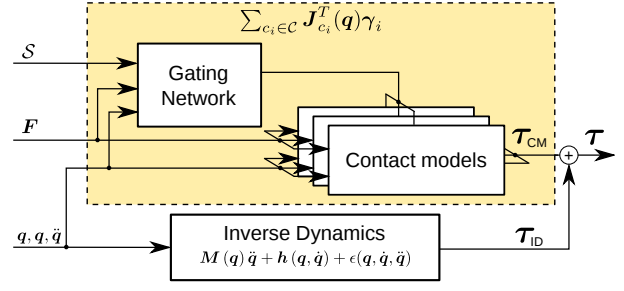 ∑_{c_i∈𝒞} J^T_{c_i}(q)γ_i
𝒮
Gating
Network
F
Contact models
τ_CM
+
τ
q, q, q̈
Inverse Dynamics
M(q)q̈ + h(q, q̇) + ϵ(q, q̇, q̈)
τ_ID